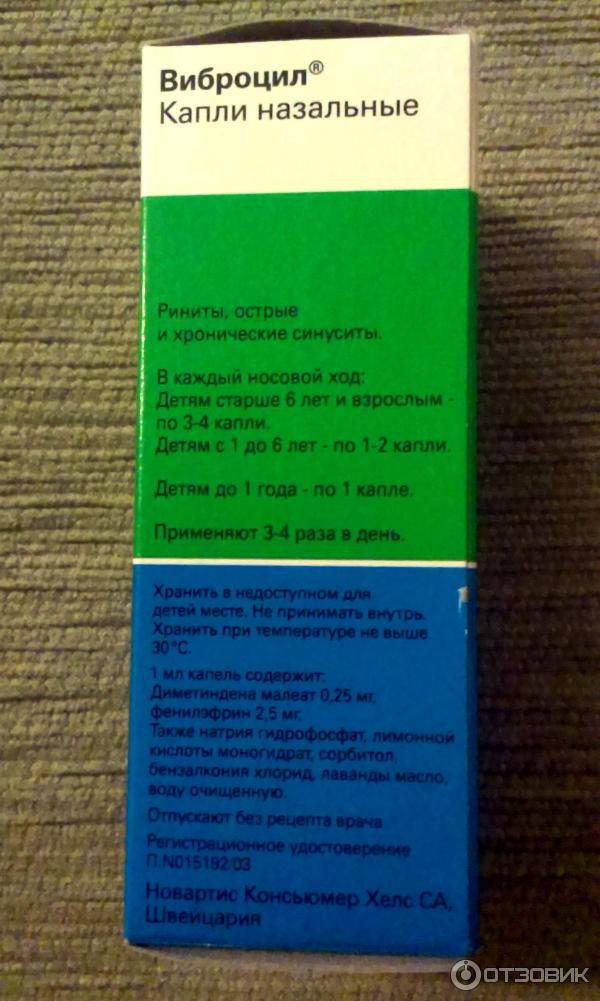 Виброцил®
Капли назальные
Риниты, острые
и хронические синуситы.
В каждый носовой ход:
Детям старше 6 лет и взрослым -
по 3-4 капли.
Детям с 1 до 6 лет - по 1-2 капли.
Детям до 1 года - по 1 капле.
Применяют 3-4 раза в день.
Хранить в недоступном для
детей месте. Не принимать внутрь.
Хранить при температуре не выше
30°C.
1 мл капель содержит:
Диметиндена малеат 0,25 мг,
фенилэфрин 2,5 мг.
Также натрия гидрофосфат, лимонной
кислоты моногидрат, сорбитол,
бензалкония хлорид, лаванды масло,
воду очищенную.
Отпускают без рецепта врача
Регистрационное удостоверение
П N015192/03
Новартис Консьюмер Хелс СА,
Швейцария
ОТЗОВИК